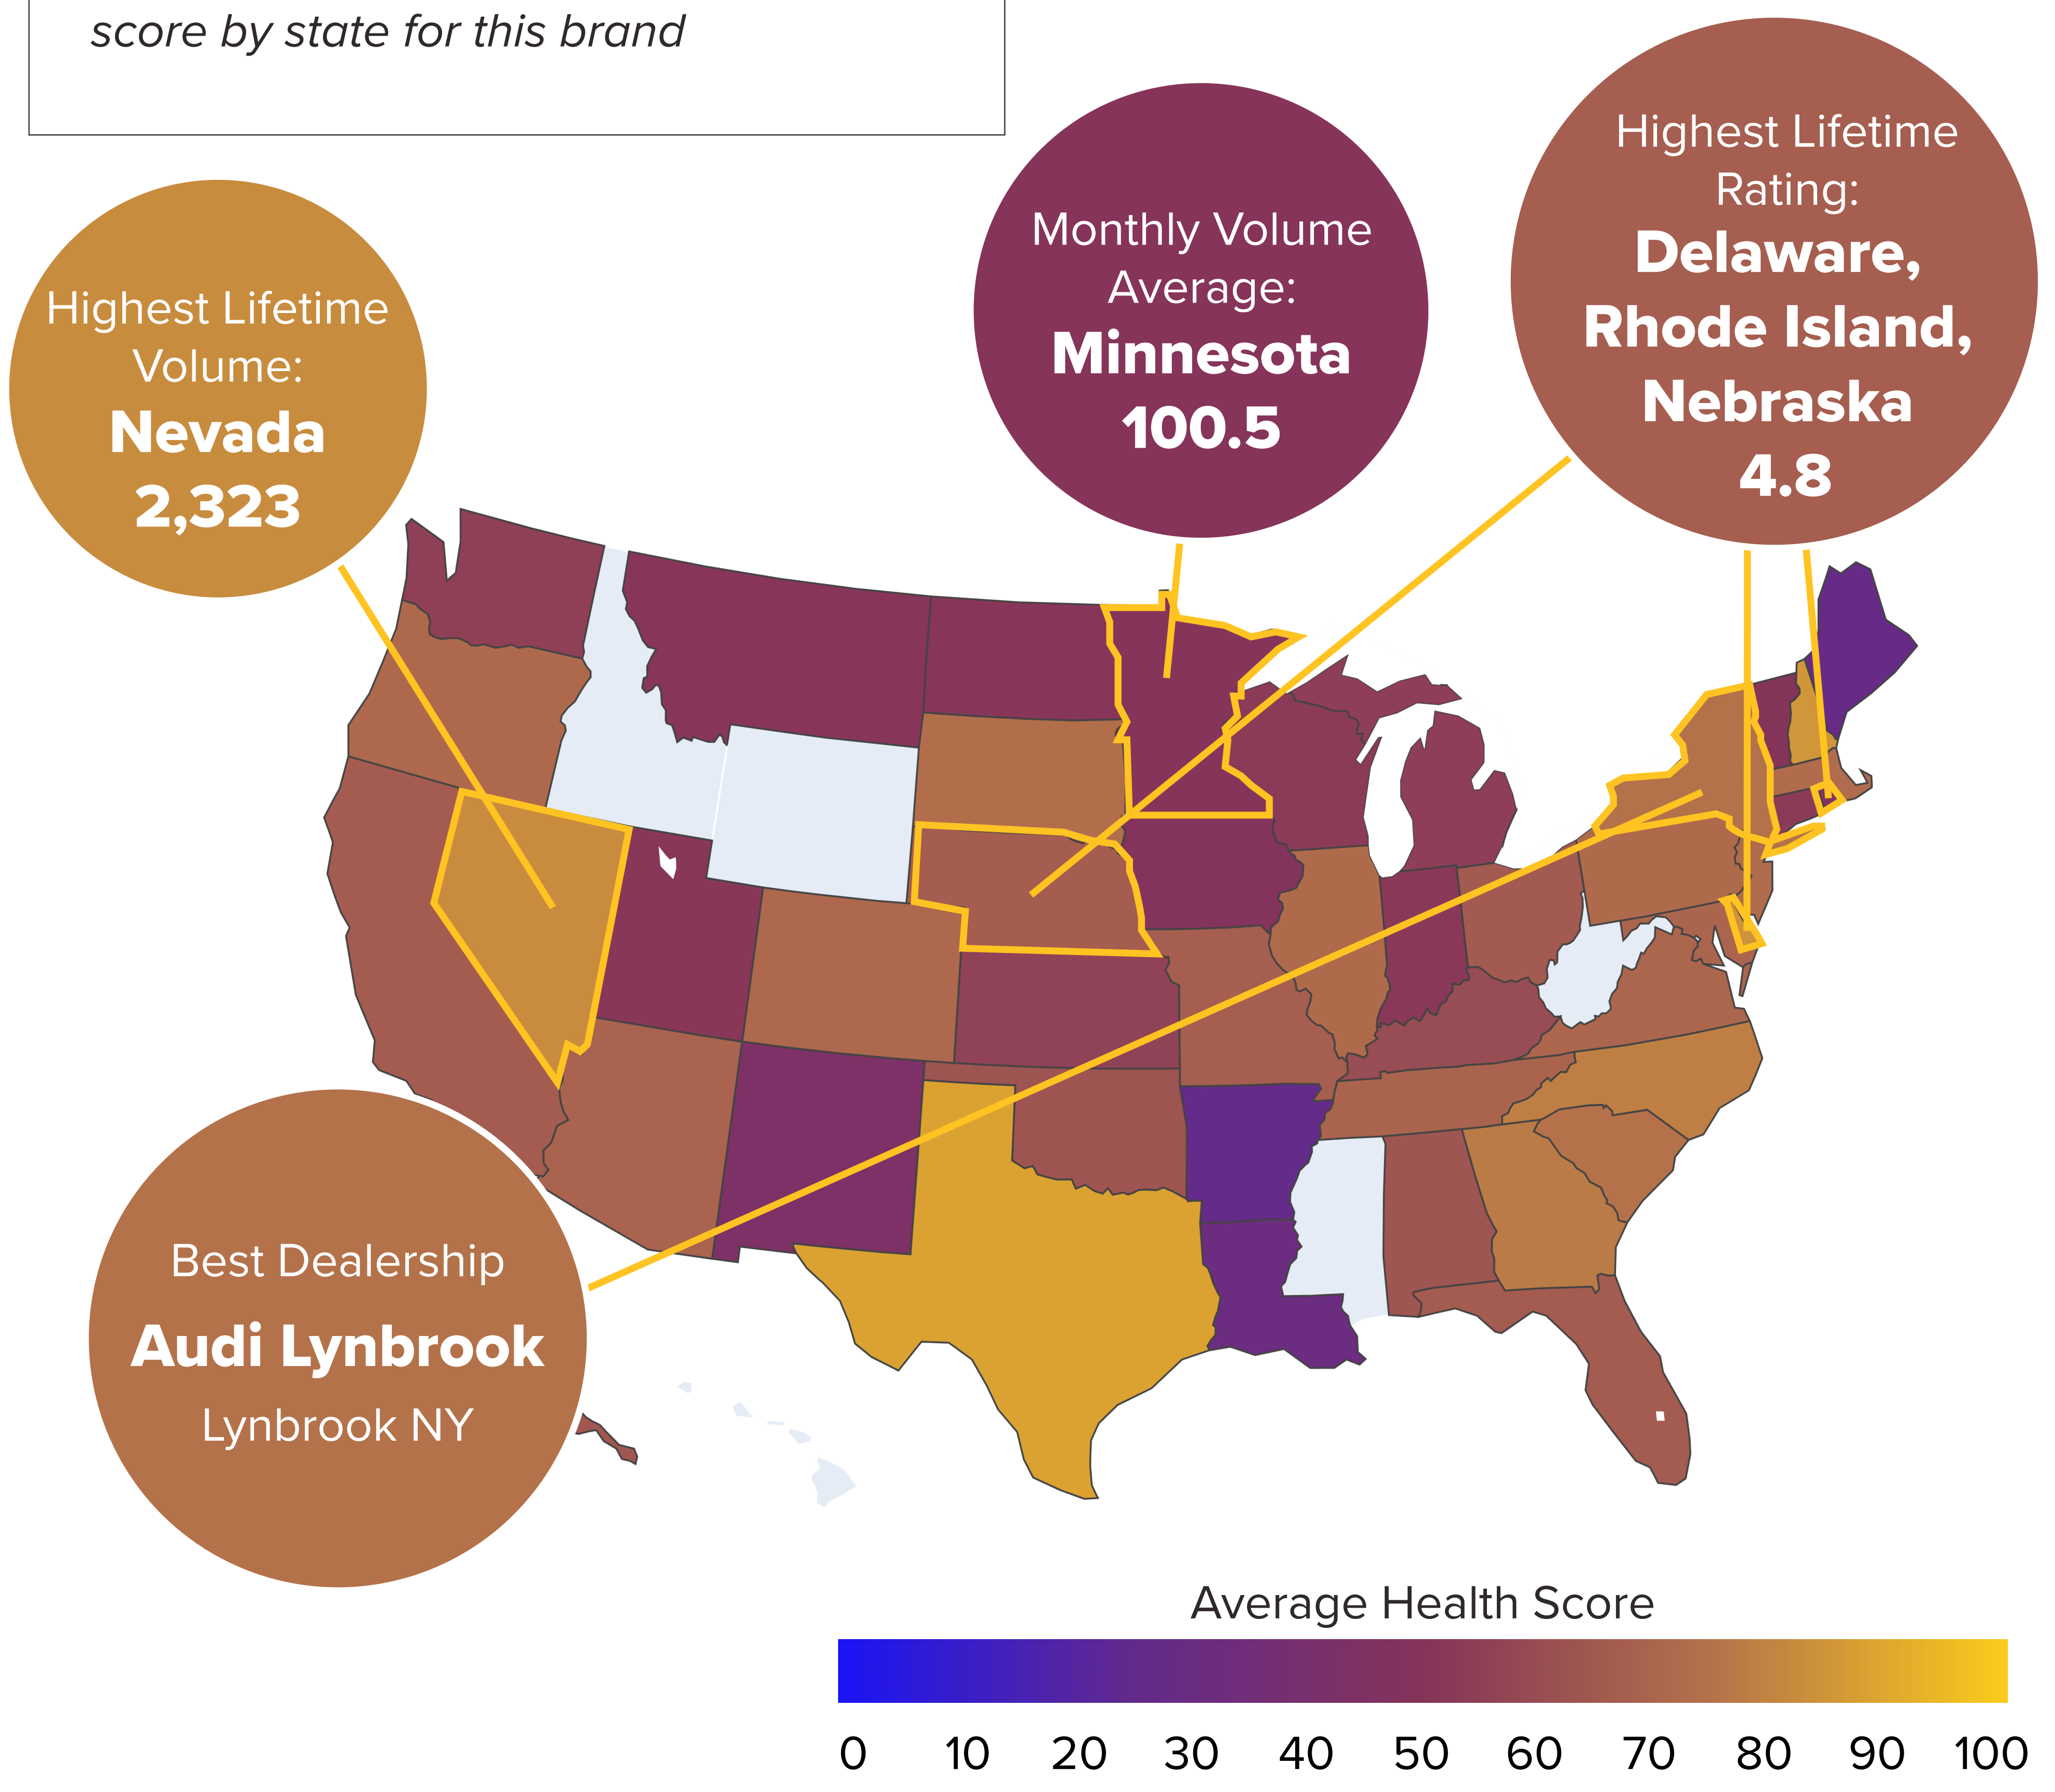 score by state for this brand
Highest Lifetime
Volume:
Nevada
2,323
Monthly Volume
Average:
Minnesota
100.5
Highest Lifetime
Rating:
Delaware,
Rhode Island,
Nebraska
4.8
Best Dealership
Audi Lynbrook
Lynbrook NY
Average Health Score
0 10 20 30 40 50 60 70 80 90 100